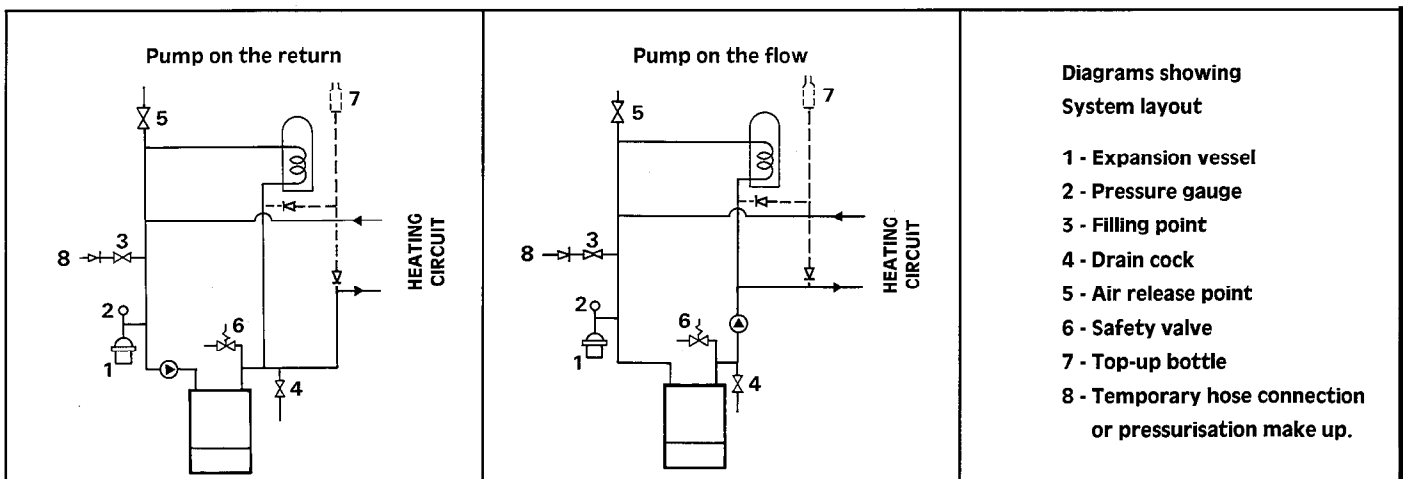 Pump on the return
7
5
8
3
2
1
6
4
HEATING
CIRCUIT
Pump on the flow
7
5
8
3
2
1
6
4
HEATING
CIRCUIT
Diagrams showing
System layout
1 - Expansion vessel
2 - Pressure gauge
3 - Filling point
4 - Drain cock
5 - Air release point
6 - Safety valve
7 - Top-up bottle
8 - Temporary hose connection
or pressurisation make up.